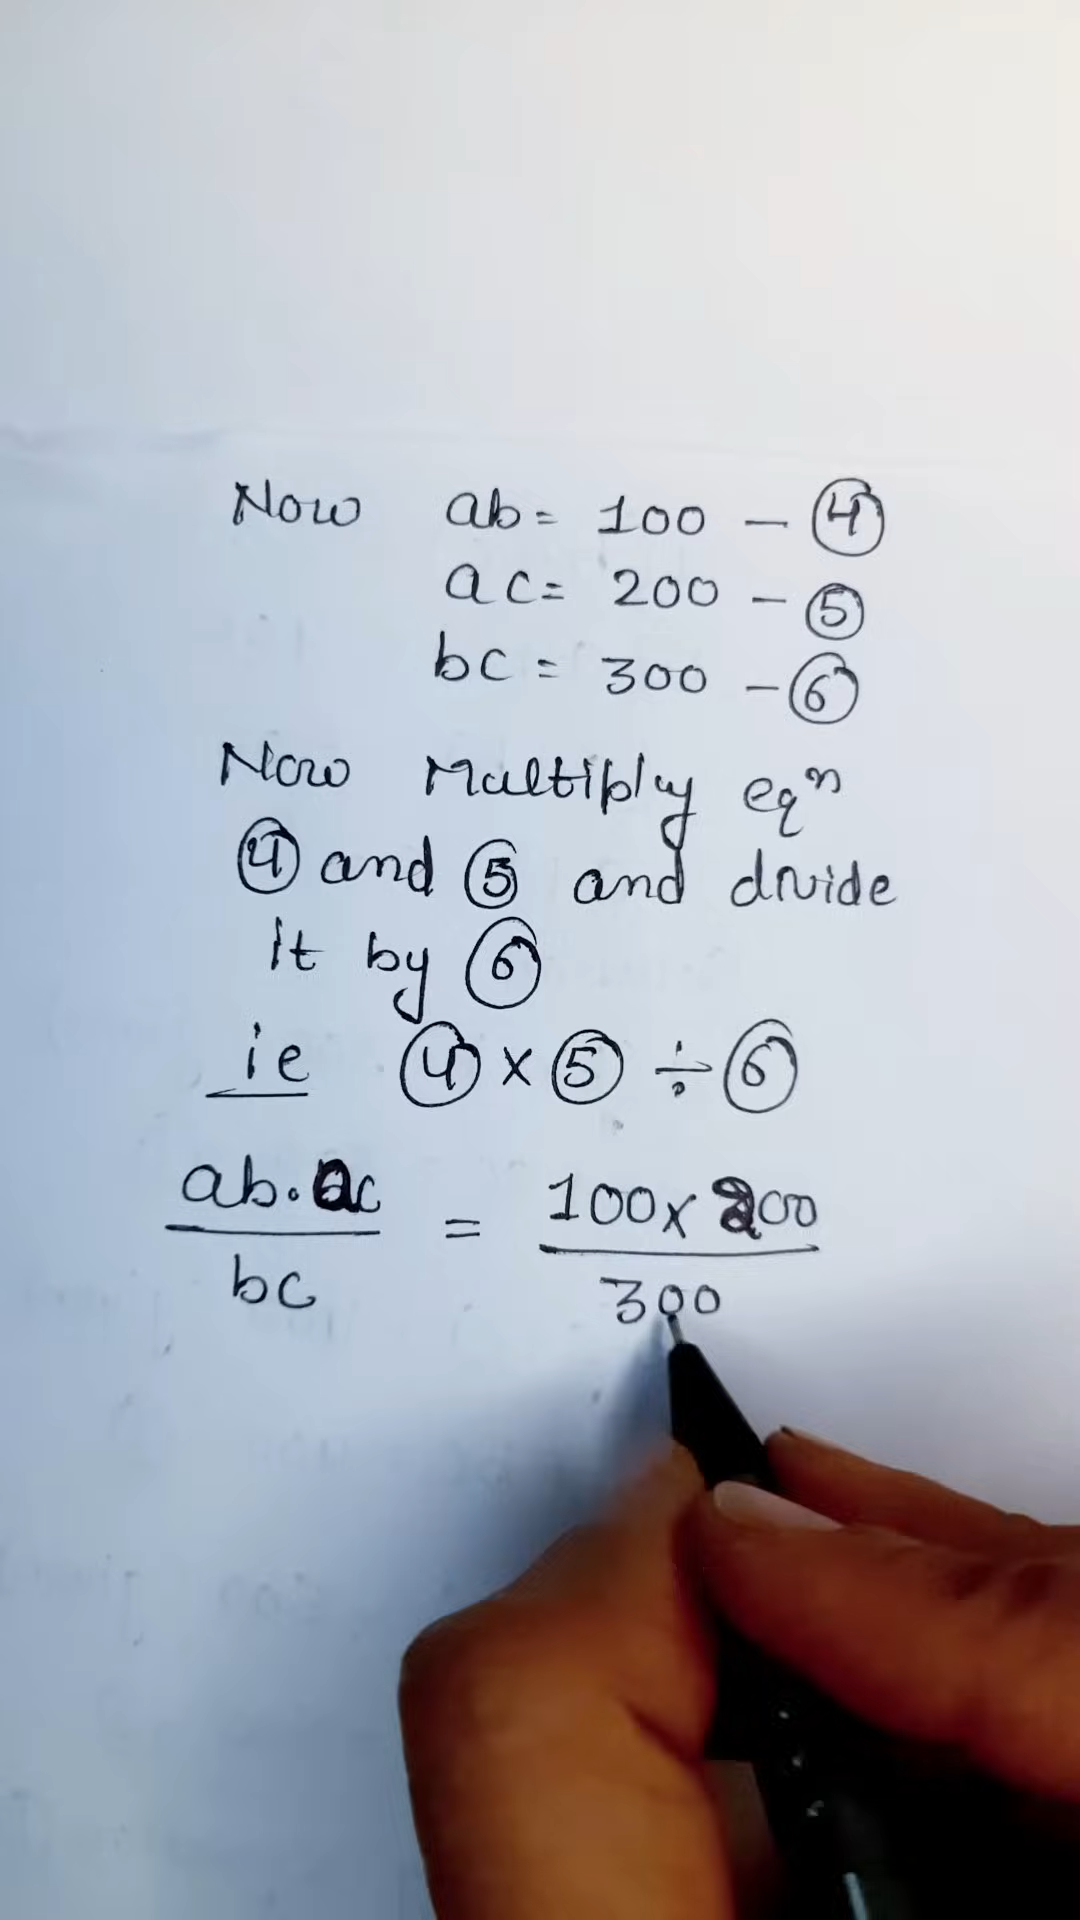 Now ab = 100 - ④
ac = 200 - ⑤
bc = 300 - ⑥
Now Multiply eqⁿ
④ and ⑤ and divide
it by ⑥
ie ④ × ⑤ ÷ ⑥
ab.ac = 100 × 200
bc 300